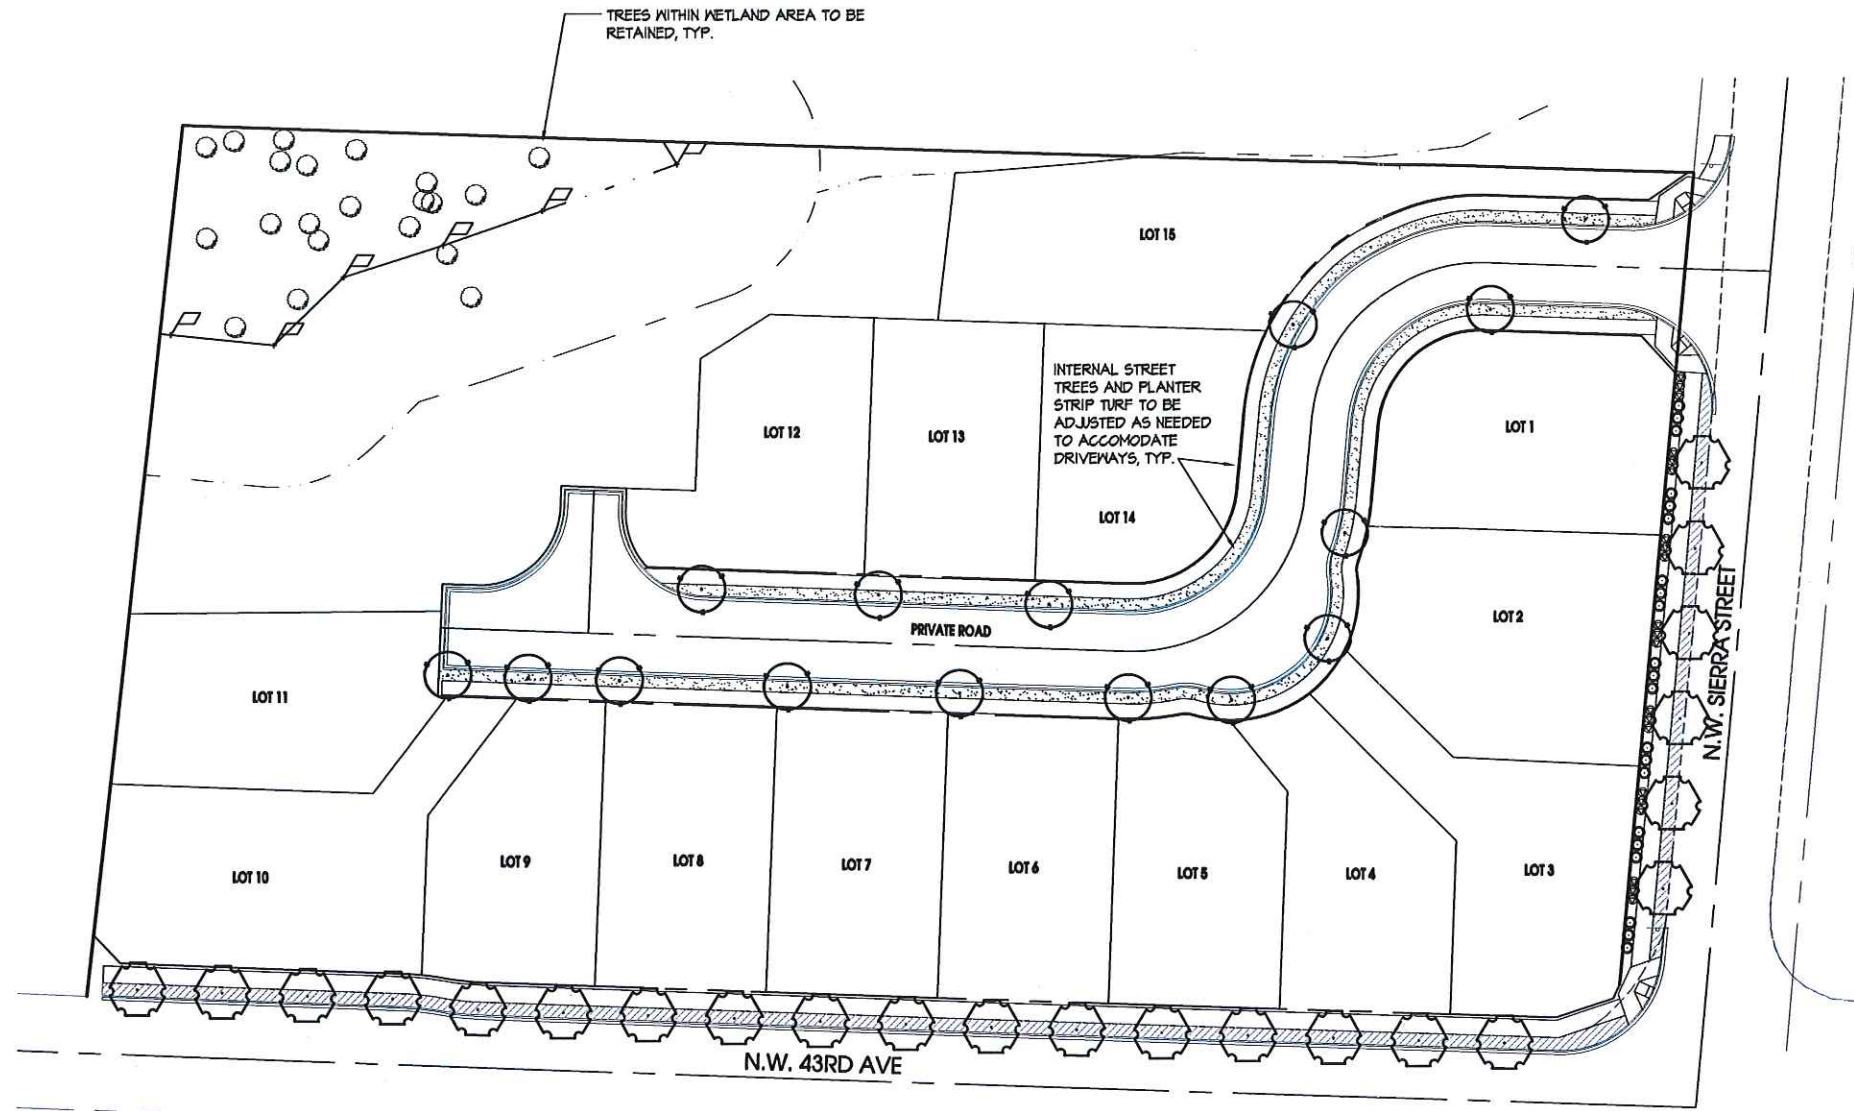 TREES WITHIN WETLAND AREA TO BE
RETAINED, TYP.
LOT 15
INTERNAL STREET
TREES AND PLANTER
STRIP TURF TO BE
ADJUSTED AS NEEDED
TO ACCOMODATE
DRIVEWAYS, TYP.
LOT 12
LOT 13
LOT 14
LOT 1
LOT 2
PRIVATE ROAD
LOT 11
LOT 10
LOT 9
LOT 8
LOT 7
LOT 6
LOT 5
LOT 4
LOT 3
N.W. SIERRA STREET
N.W. 43RD AVE